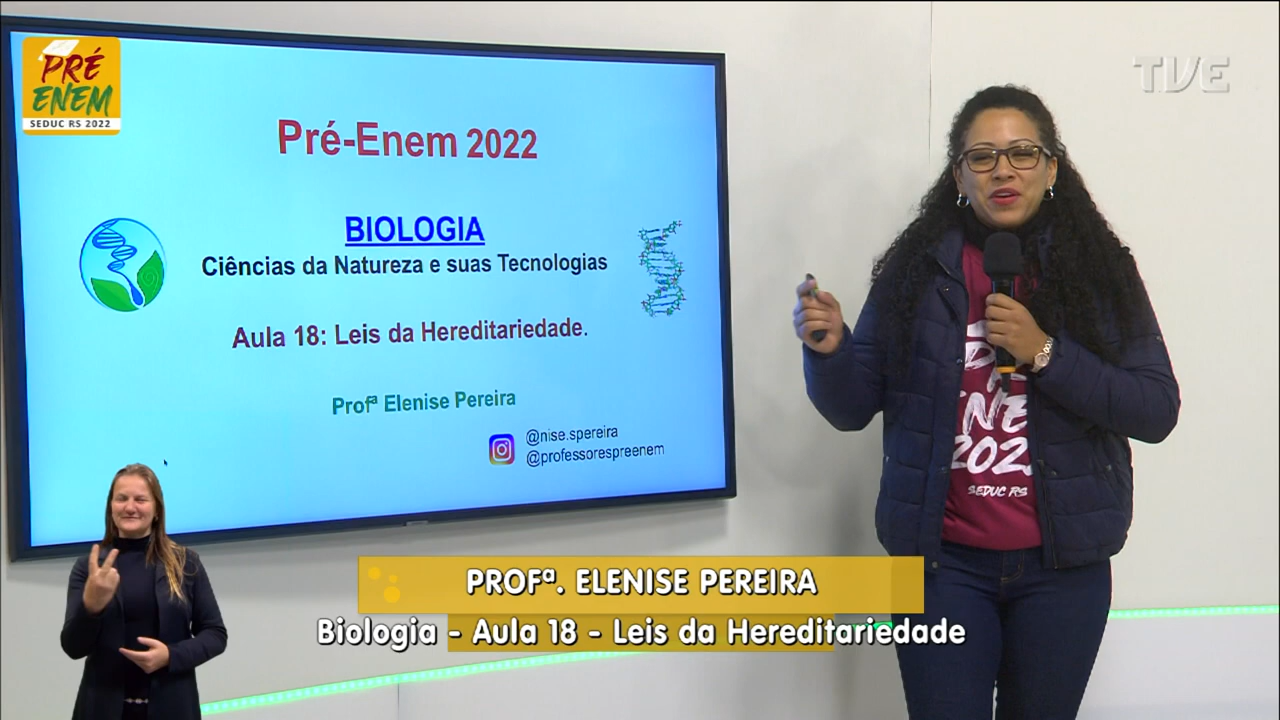 PRÉ
ENEM
SEDUC RS 2022
TVE
Pré-Enem 2022
BIOLOGIA
Ciências da Natureza e suas Tecnologias
Aula 18: Leis da Hereditariedade.
Profª Elenise Pereira
@nise.spereira
@professorespreenem
2022
SEDUC RS
PROFª. ELENISE PEREIRA
Biologia - Aula 18 - Leis da Hereditariedade